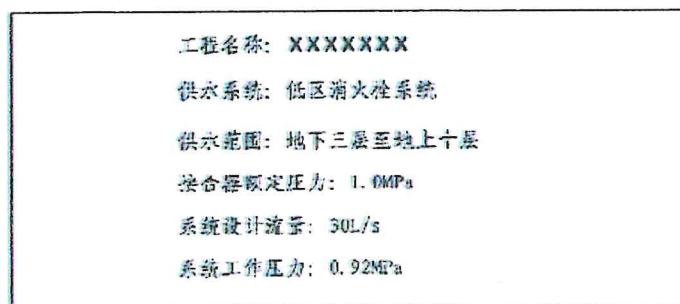 工程名称: XXXXXXX
供水系统: 低区消火栓系统
供水范围: 地下三层至地上十层
接合器额定压力: 1.0MPa
系统设计流量: 30L/s
系统工作压力: 0.92MPa